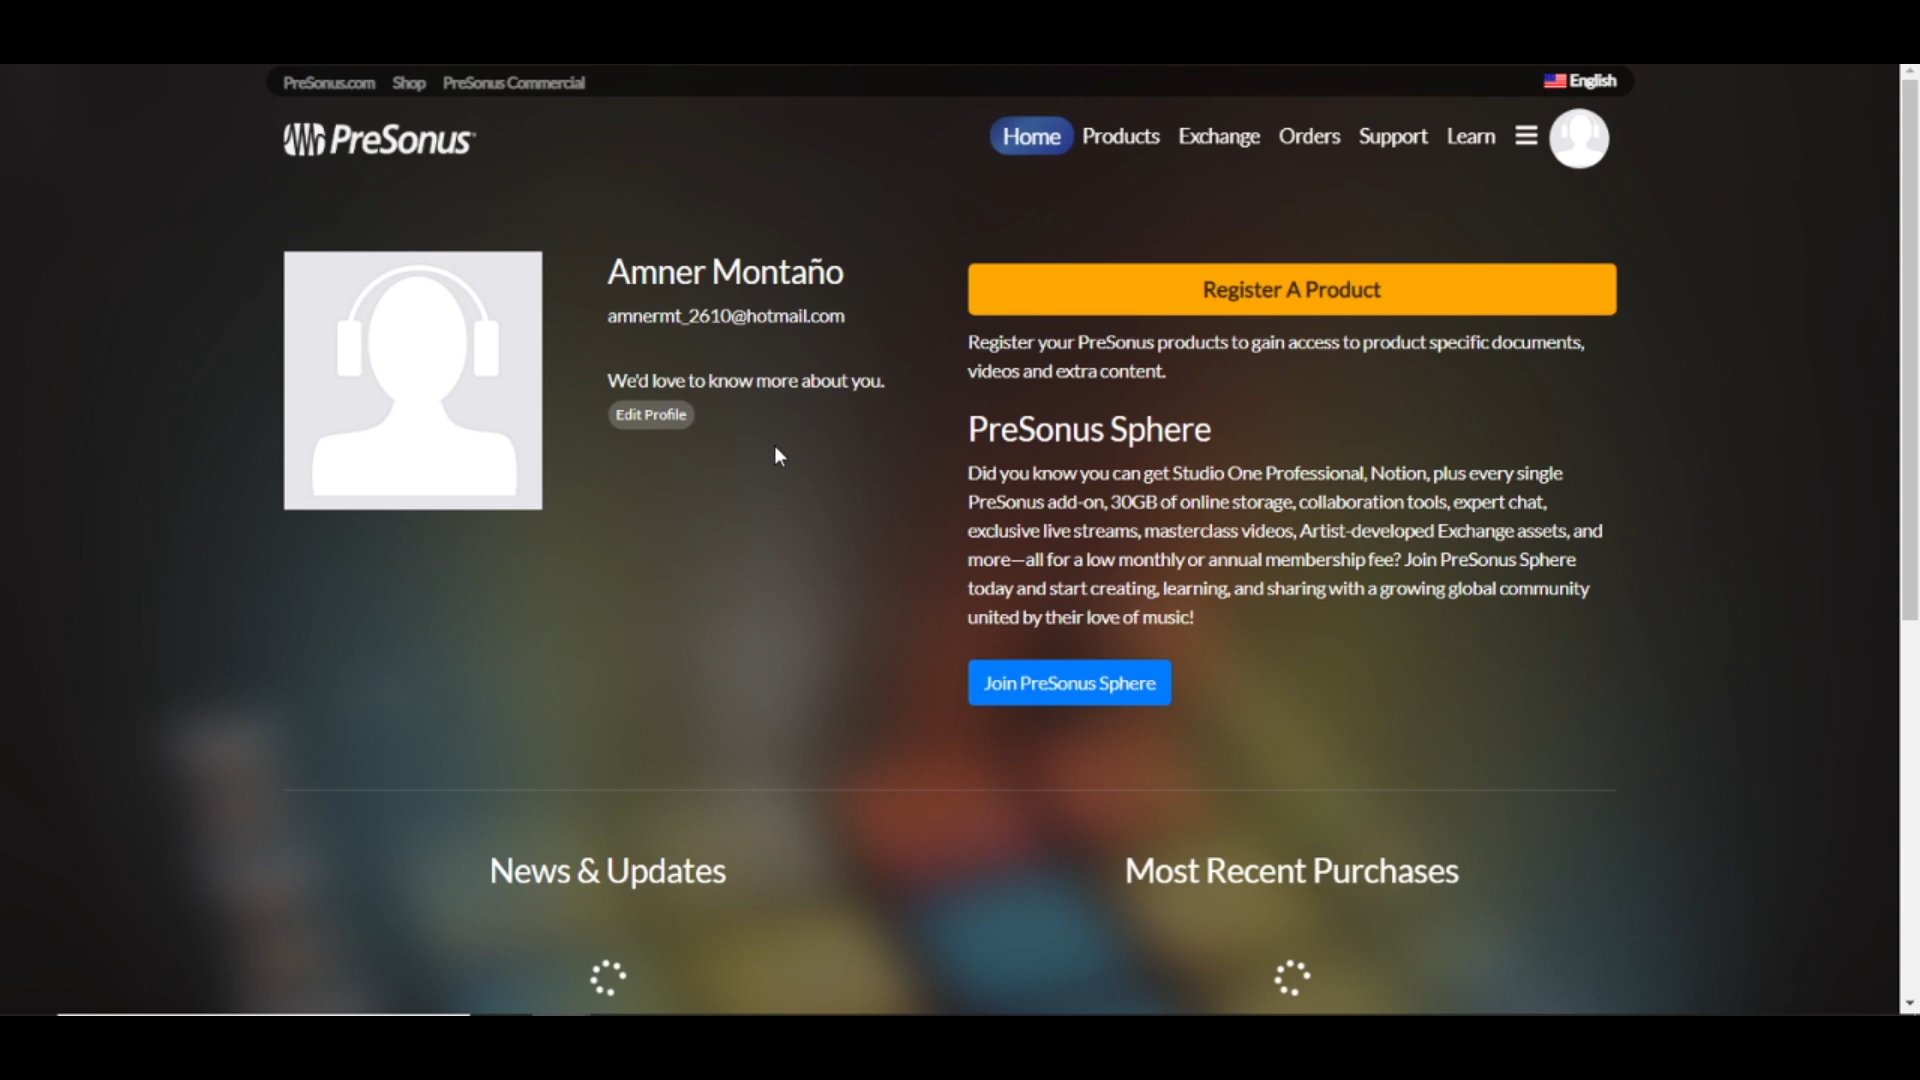 PreSonus.com Shop PreSonus Commercial
English
PreSonus
Home Products Exchange Orders Support Learn
Amner Montaño
amnermt_2610@hotmail.com
We'd love to know more about you.
Edit Profile
Register A Product
Register your PreSonus products to gain access to product specific documents,
videos and extra content.
PreSonus Sphere
Did you know you can get Studio One Professional, Notion, plus every single
PreSonus add-on, 30GB of online storage, collaboration tools, expert chat,
exclusive live streams, masterclass videos, Artist-developed Exchange assets, and
more—all for a low monthly or annual membership fee? Join PreSonus Sphere
today and start creating, learning, and sharing with a growing global community
united by their love of music!
Join PreSonus Sphere
News & Updates
Most Recent Purchases